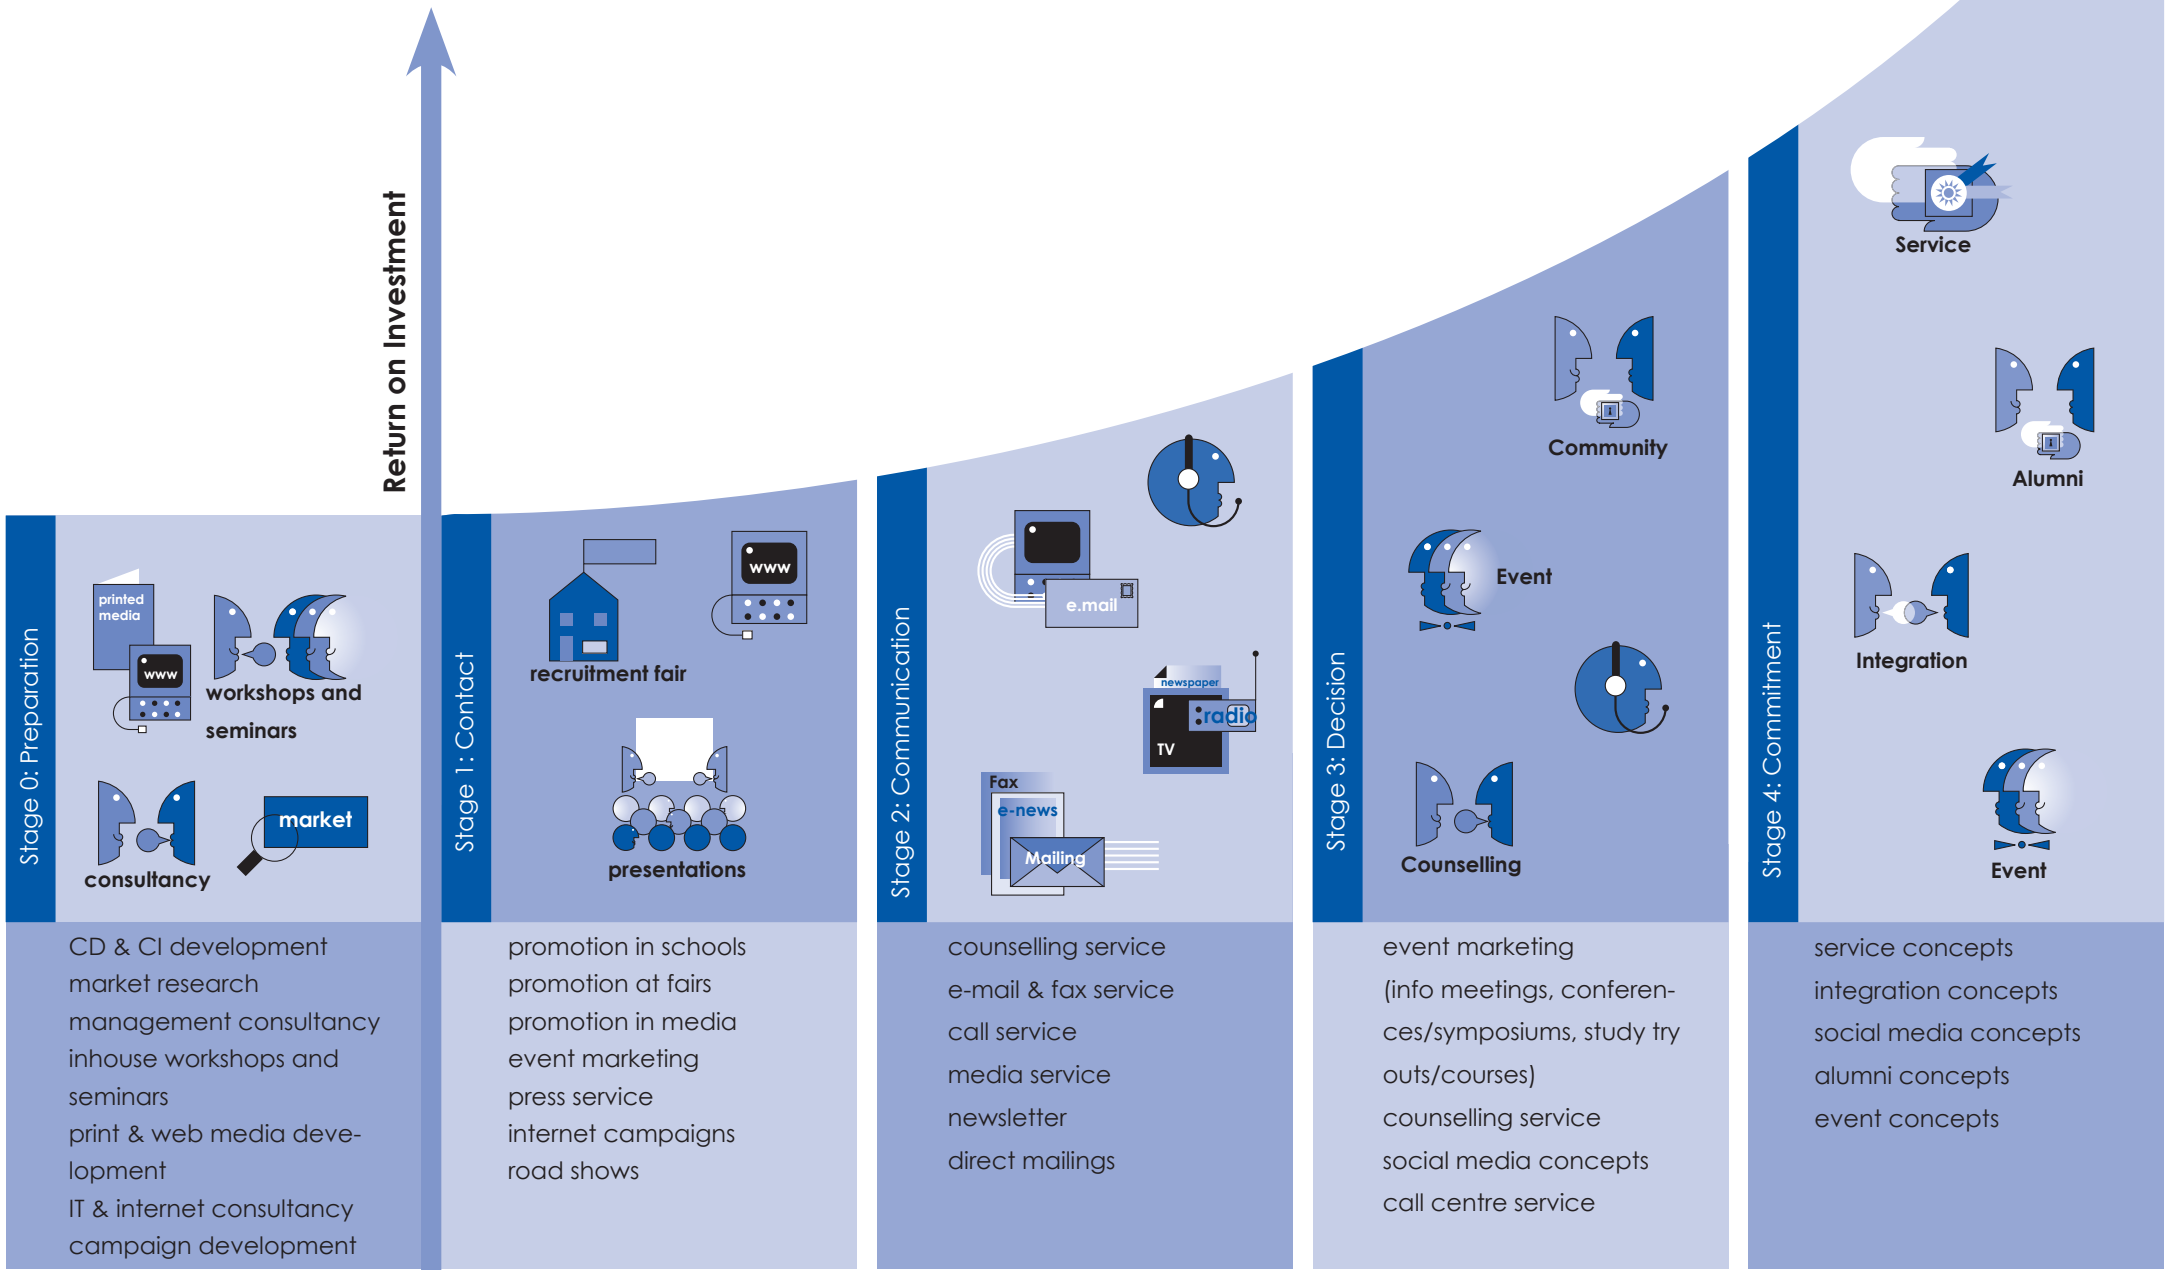 Return on Investment
Stage 0: Preparation
printed
media
www
workshops and
seminars
consultancy
market
CD & CI development
market research
management consultancy
inhouse workshops and
seminars
print & web media deve-
lopment
IT & internet consultancy
campaign development
Stage 1: Contact
www
recruitment fair
presentations
promotion in schools
promotion at fairs
promotion in media
event marketing
press service
internet campaigns
road shows
Stage 2: Communication
e.mail
newspaper
radio
TV
Fax
e-news
Mailing
counselling service
e-mail & fax service
call service
media service
newsletter
direct mailings
Stage 3: Decision
Community
Event
Counselling
event marketing
(info meetings, conferen-
ces/symposiums, study try
outs/courses)
counselling service
social media concepts
call centre service
Stage 4: Commitment
Service
Alumni
Integration
Event
service concepts
integration concepts
social media concepts
alumni concepts
event concepts